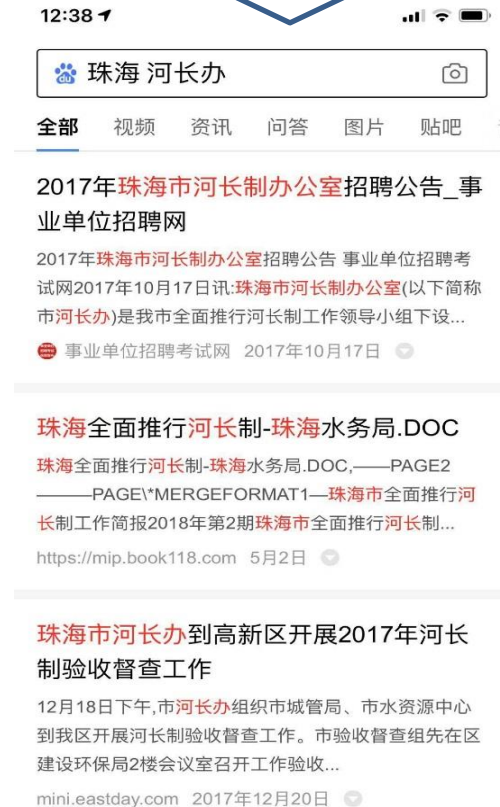 12:38
珠海 河长办
全部 视频 资讯 问答 图片 贴吧
2017年珠海市河长制办公室招聘公告_事
业单位招聘网
2017年珠海市河长制办公室招聘公告 事业单位招聘考
试网2017年10月17日讯:珠海市河长制办公室(以下简称
市河长办)是我市全面推行河长制工作领导小组下设...
事业单位招聘考试网 2017年10月17日
珠海全面推行河长制-珠海水务局.DOC
珠海全面推行河长制-珠海水务局.DOC,——PAGE2
———PAGE\*MERGEFORMAT1—珠海市全面推行河
长制工作简报2018年第2期珠海市全面推行河长制...
https://mip.book118.com 5月2日
珠海市河长办到高新区开展2017年河长
制验收督查工作
12月18日下午,市河长办组织市城管局、市水资源中心
到我区开展河长制验收督查工作。市验收督查组先在区
建设环保局2楼会议室召开工作验收...
mini.eastday.com 2017年12月20日